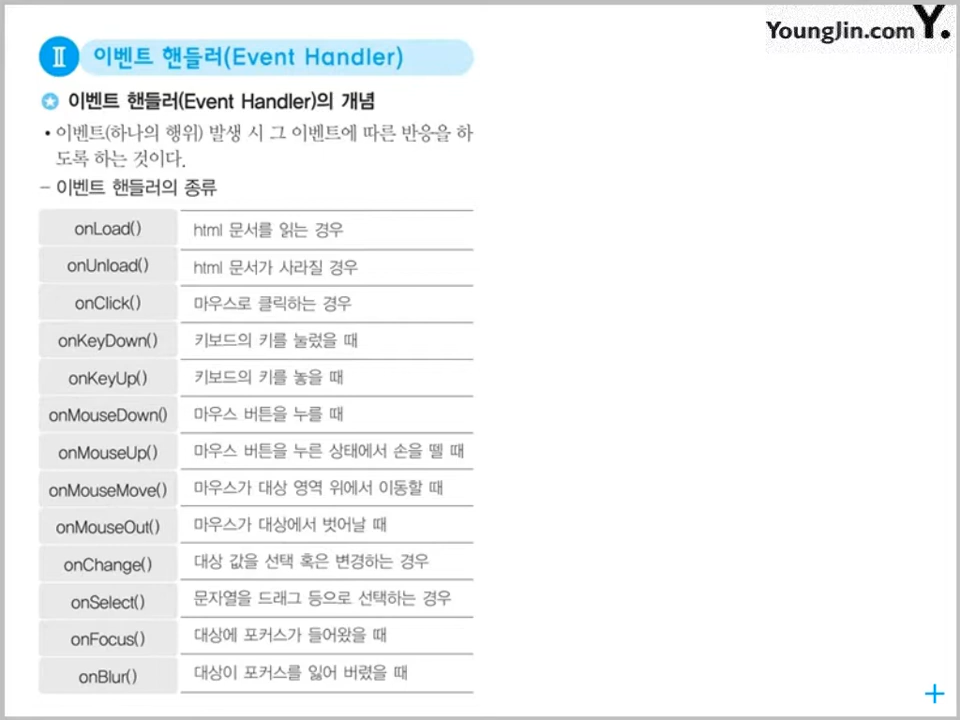 YoungJin.com Y.
Ⅱ 이벤트 핸들러(Event Handler)
이벤트 핸들러(Event Handler)의 개념
• 이벤트(하나의 행위) 발생 시 그 이벤트에 따른 반응을 하
도록 하는 것이다.
– 이벤트 핸들러의 종류
onLoad() html 문서를 읽는 경우
onUnload() html 문서가 사라질 경우
onClick() 마우스로 클릭하는 경우
onKeyDown() 키보드의 키를 눌렀을 때
onKeyUp() 키보드의 키를 놓을 때
onMouseDown() 마우스 버튼을 누를 때
onMouseUp() 마우스 버튼을 누른 상태에서 손을 뗄 때
onMouseMove() 마우스가 대상 영역 위에서 이동할 때
onMouseOut() 마우스가 대상에서 벗어날 때
onChange() 대상 값을 선택 혹은 변경하는 경우
onSelect() 문자열을 드래그 등으로 선택하는 경우
onFocus() 대상에 포커스가 들어왔을 때
onBlur() 대상이 포커스를 잃어 버렸을 때